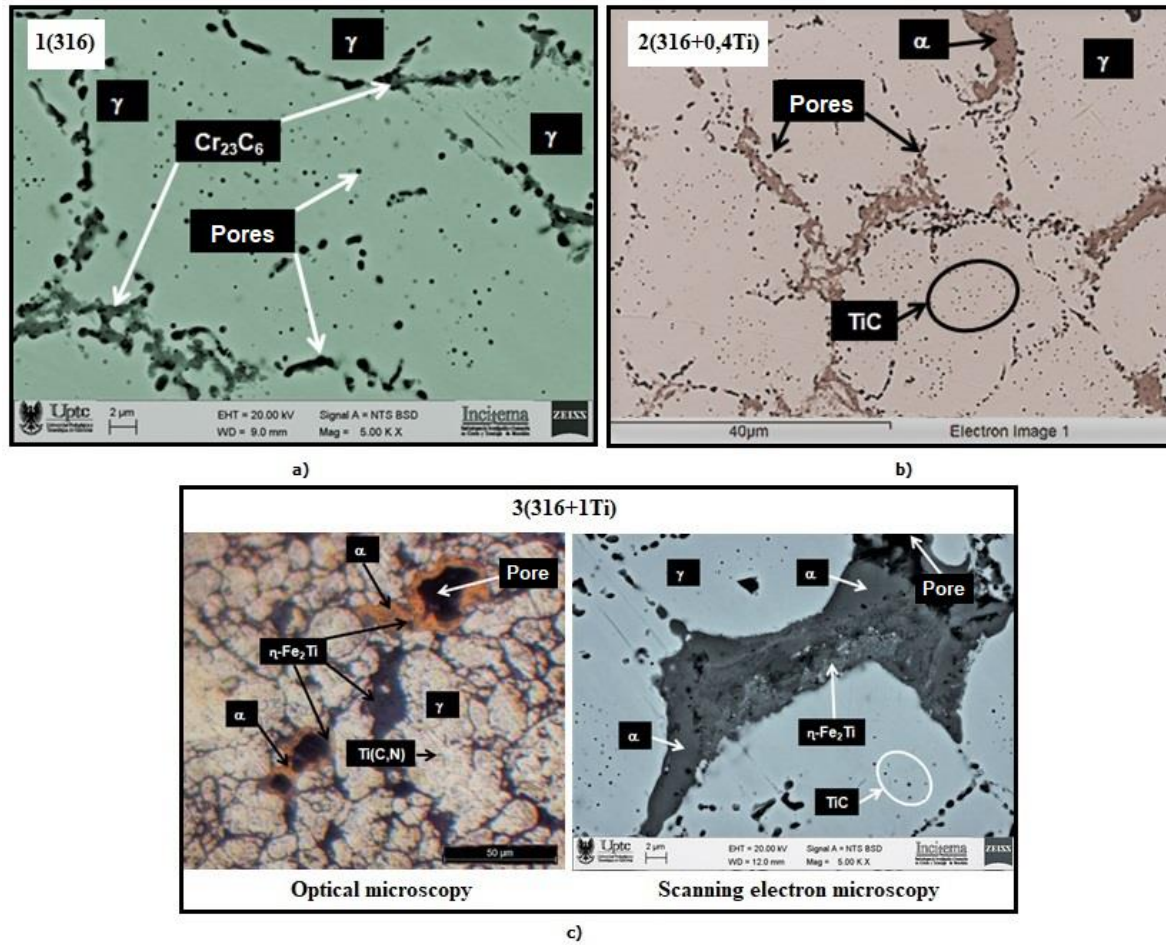 1(316)
γ
γ
γ
Cr₂₃C₆
Pores
Uptc
2 µm
EHT = 20.00 kV
Signal A = NTS BSD
WD = 9.0 mm
Mag = 5.00 K X
Incitema
ZEISS
a)
2(316+0,4Ti)
α
γ
Pores
TiC
40µm
Electron Image 1
b)
3(316+1Ti)
α
Pore
η-Fe₂Ti
γ
α
Ti(C,N)
50 µm
Optical microscopy
γ
α
Pore
η-Fe₂Ti
α
TiC
Uptc
2 µm
EHT = 20.00 kV
Signal A = NTS BSD
WD = 12.0 mm
Mag = 5.00 K X
Incitema
ZEISS
Scanning electron microscopy
c)